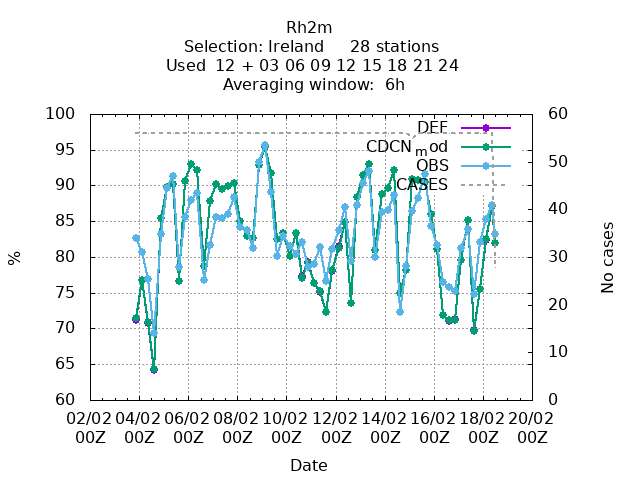 Rh2m
Selection: Ireland     28 stations
Used  12 + 03 06 09 12 15 18 21 24
Averaging window:  6h
100
95
90
85
80
75
70
65
60
%
60
50
40
30
20
10
0
No cases
DEF
CDCN_mod
OBS
CASES
02/02 04/02 06/02 08/02 10/02 12/02 14/02 16/02 18/02 20/02
00Z 00Z 00Z 00Z 00Z 00Z 00Z 00Z 00Z 00Z
Date